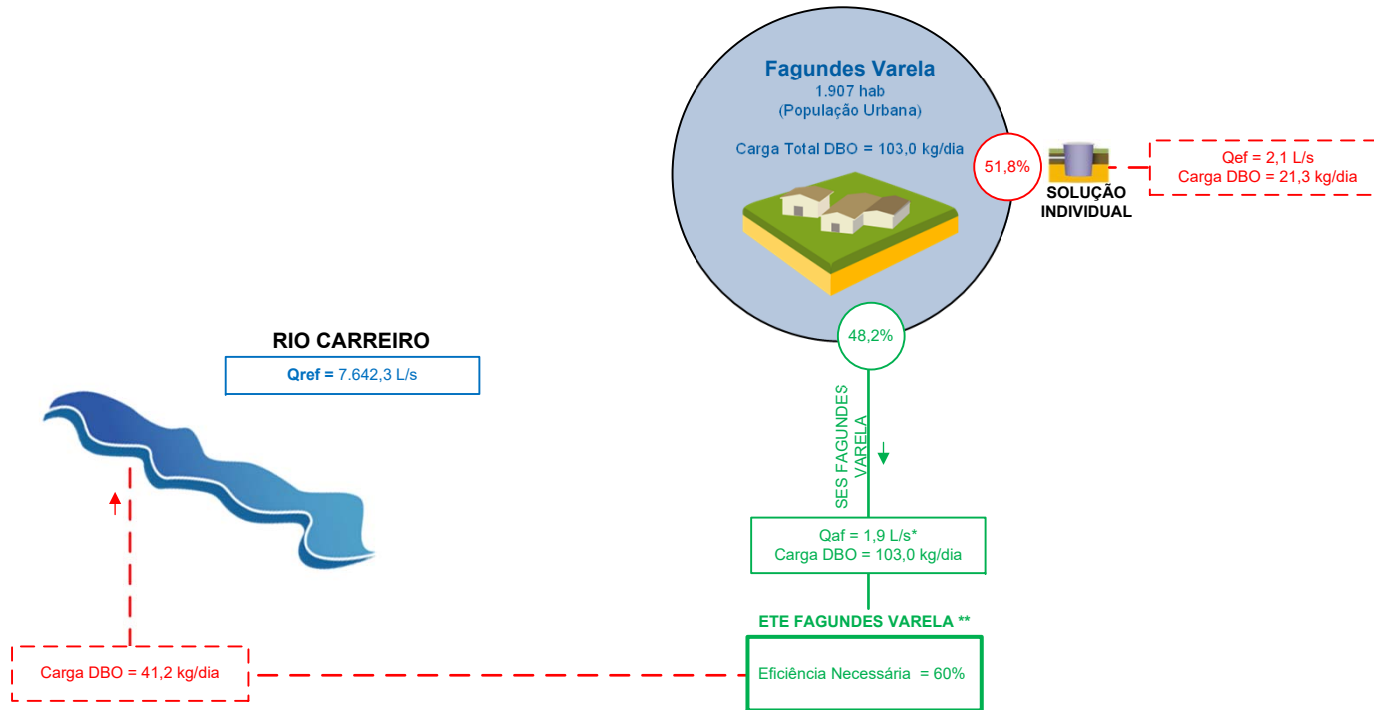 Fagundes Varela
1.907 hab
(População Urbana)
Carga Total DBO = 103,0 kg/dia
51,8%
SOLUÇÃO
INDIVIDUAL
Qef = 2,1 L/s
Carga DBO = 21,3 kg/dia
48,2%
RIO CARREIRO
Qref = 7.642,3 L/s
SES FAGUNDES
VARELA
Qaf = 1,9 L/s*
Carga DBO = 103,0 kg/dia
ETE FAGUNDES VARELA **
Eficiência Necessária = 60%
Carga DBO = 41,2 kg/dia